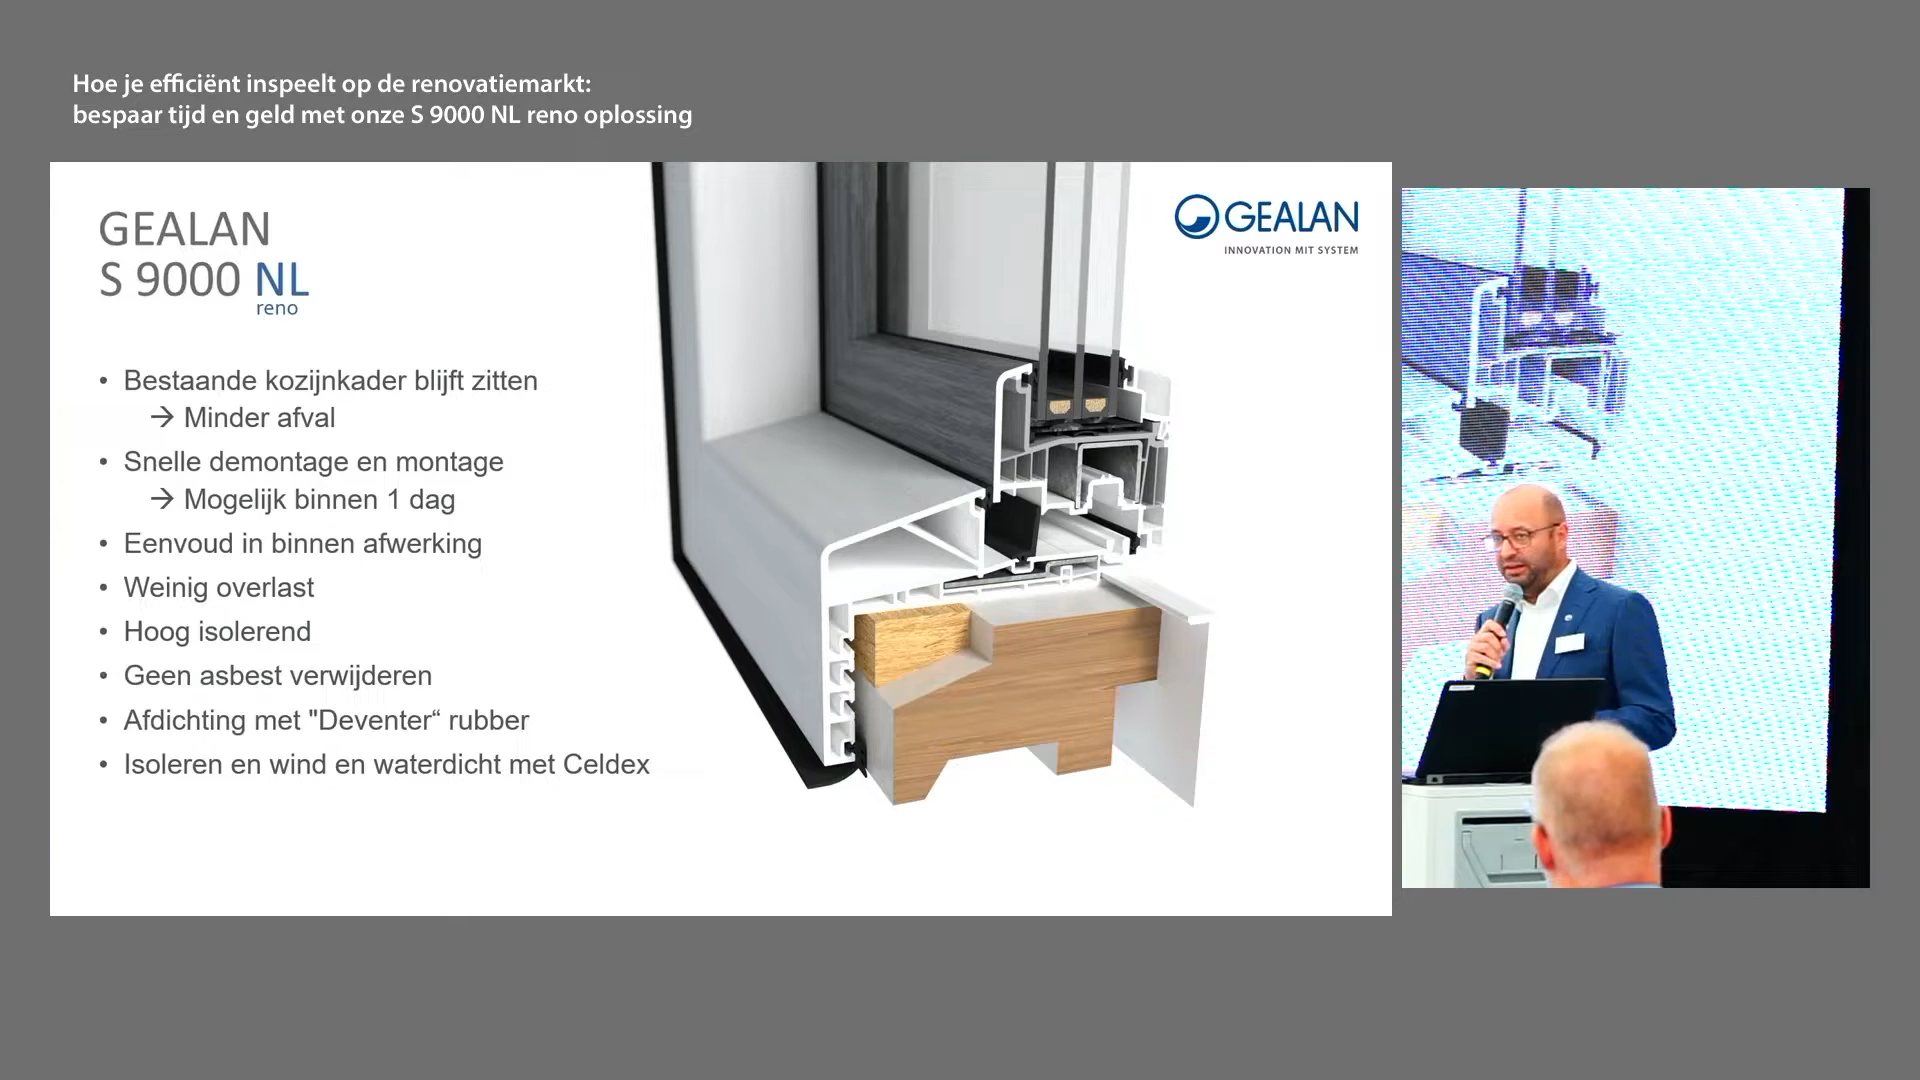 Hoe je efficiënt inspeelt op de renovatiemarkt:
bespaar tijd en geld met onze S 9000 NL reno oplossing
GEALAN
S 9000 NL
reno
GEALAN
INNOVATION MIT SYSTEM
• Bestaande kozijnkader blijft zitten
→ Minder afval
• Snelle demontage en montage
→ Mogelijk binnen 1 dag
• Eenvoud in binnen afwerking
• Weinig overlast
• Hoog isolerend
• Geen asbest verwijderen
• Afdichting met "Deventer“ rubber
• Isoleren en wind en waterdicht met Celdex